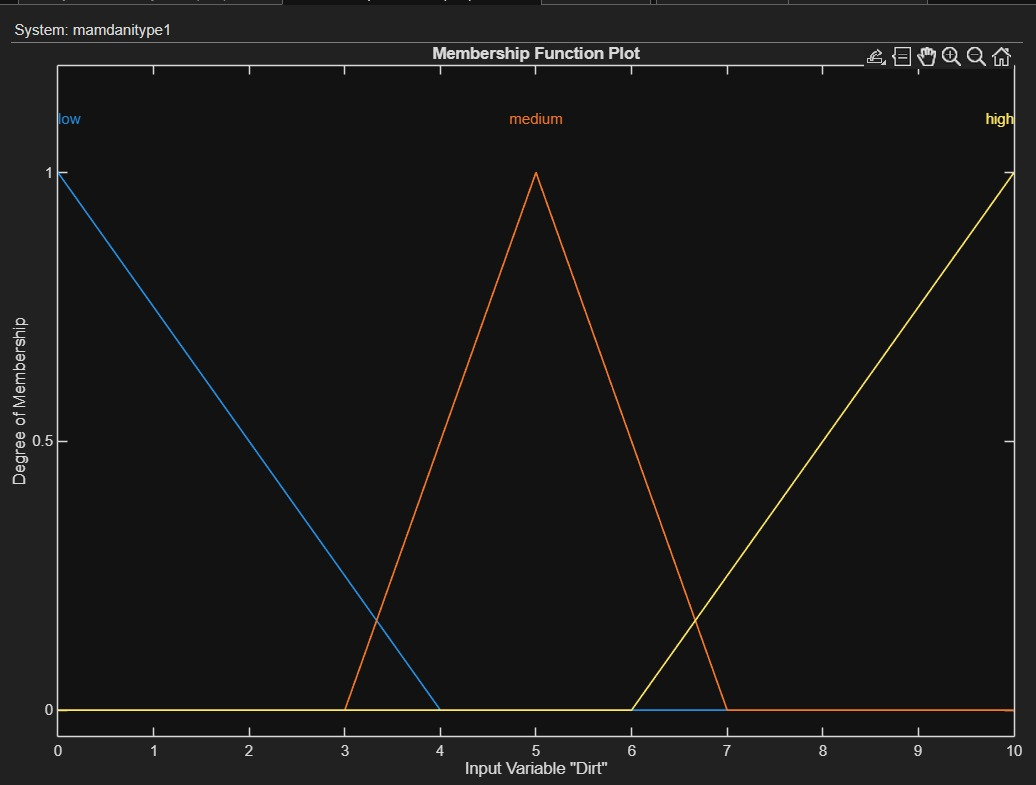 System: mamdanitype1
Membership Function Plot
low medium high
1
0.5
0
Degree of Membership
0 1 2 3 4 5 6 7 8 9 10
Input Variable "Dirt"